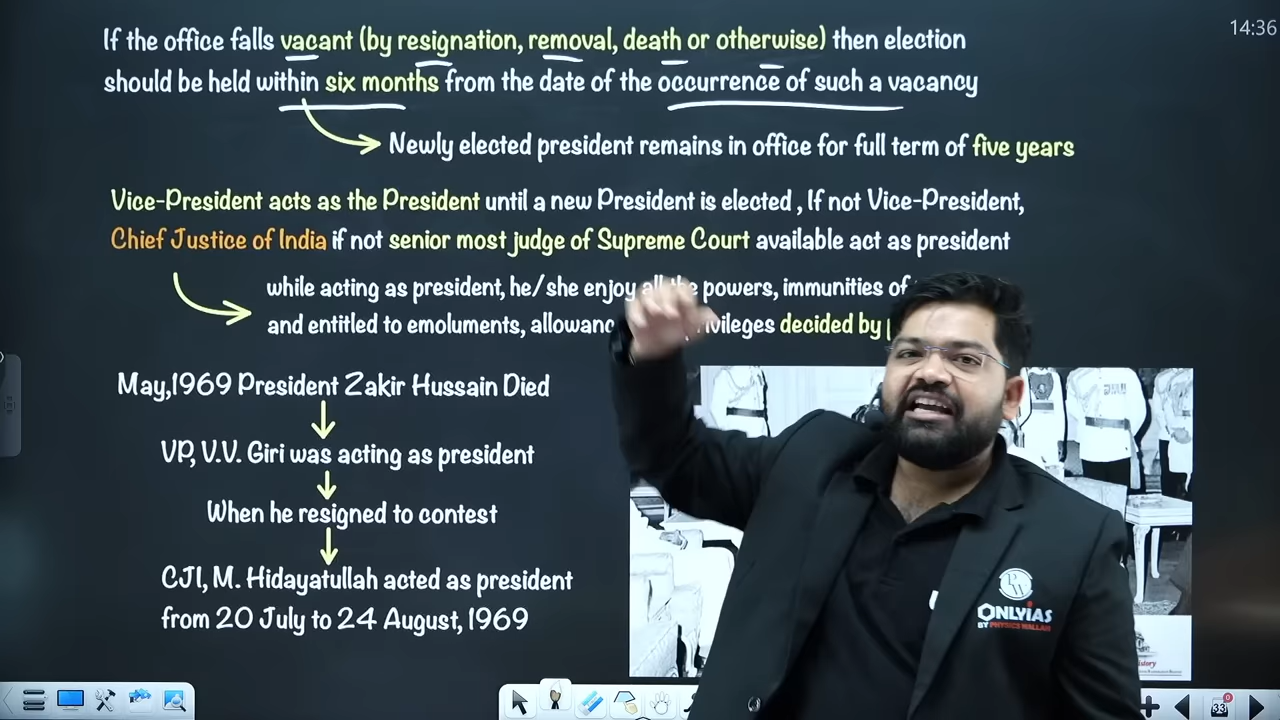 14:36
If the office falls vacant (by resignation, removal, death or otherwise) then election
should be held within six months from the date of the occurrence of such a vacancy
Newly elected president remains in office for full term of five years
Vice-President acts as the President until a new President is elected , If not Vice-President,
Chief Justice of India if not senior most judge of Supreme Court available act as president
while acting as president, he/she enjoy all the powers, immunities of
and entitled to emoluments, decided by
May,1969 President Zakir Hussain Died
VP, V.V. Giri was acting as president
When he resigned to contest
CJI, M. Hidayatullah acted as president
from 20 July to 24 August, 1969
PW
ONLYIAS
BY PHYSICS WALLAH
33